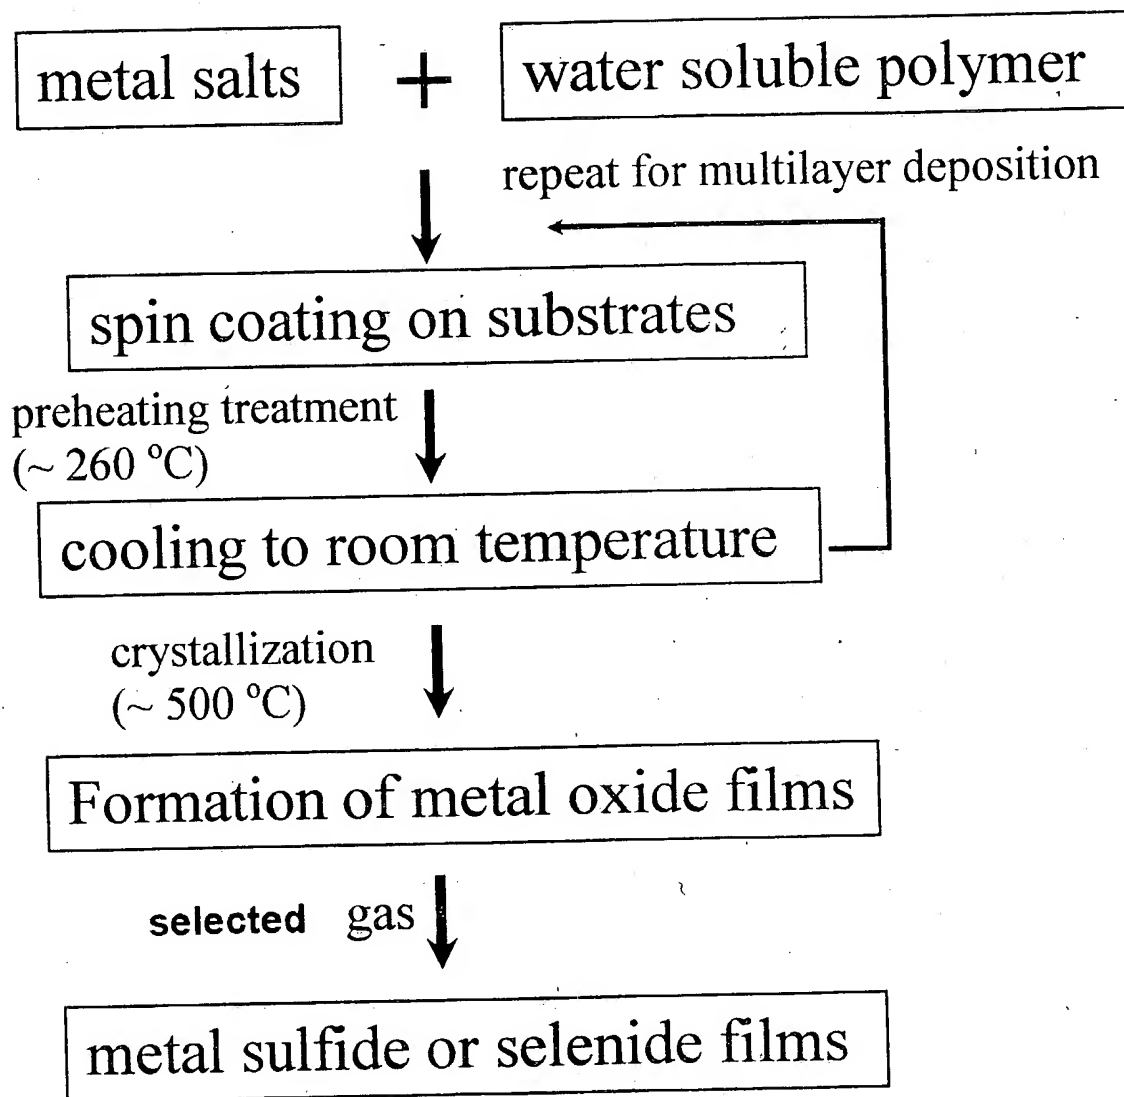 metal salts + water soluble polymer
repeat for multilayer deposition
spin coating on substrates
preheating treatment
(~ 260 °C)
cooling to room temperature
crystallization
(~ 500 °C)
Formation of metal oxide films
selected gas
metal sulfide or selenide films